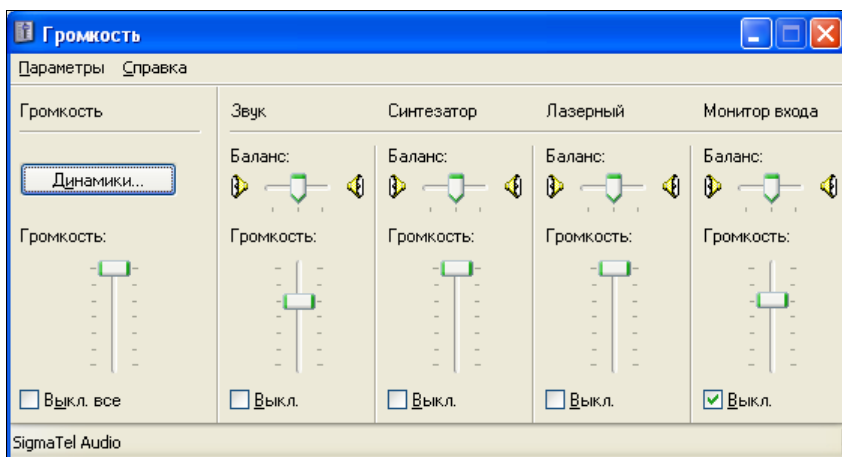 Громкость
Параметры Справка
Громкость Звук Синтезатор Лазерный Монитор входа
Баланс: Баланс: Баланс: Баланс:
Динамики...
Громкость: Громкость: Громкость: Громкость: Громкость:
Выкл. все Выкл. Выкл. Выкл. Выкл.
SigmaTel Audio